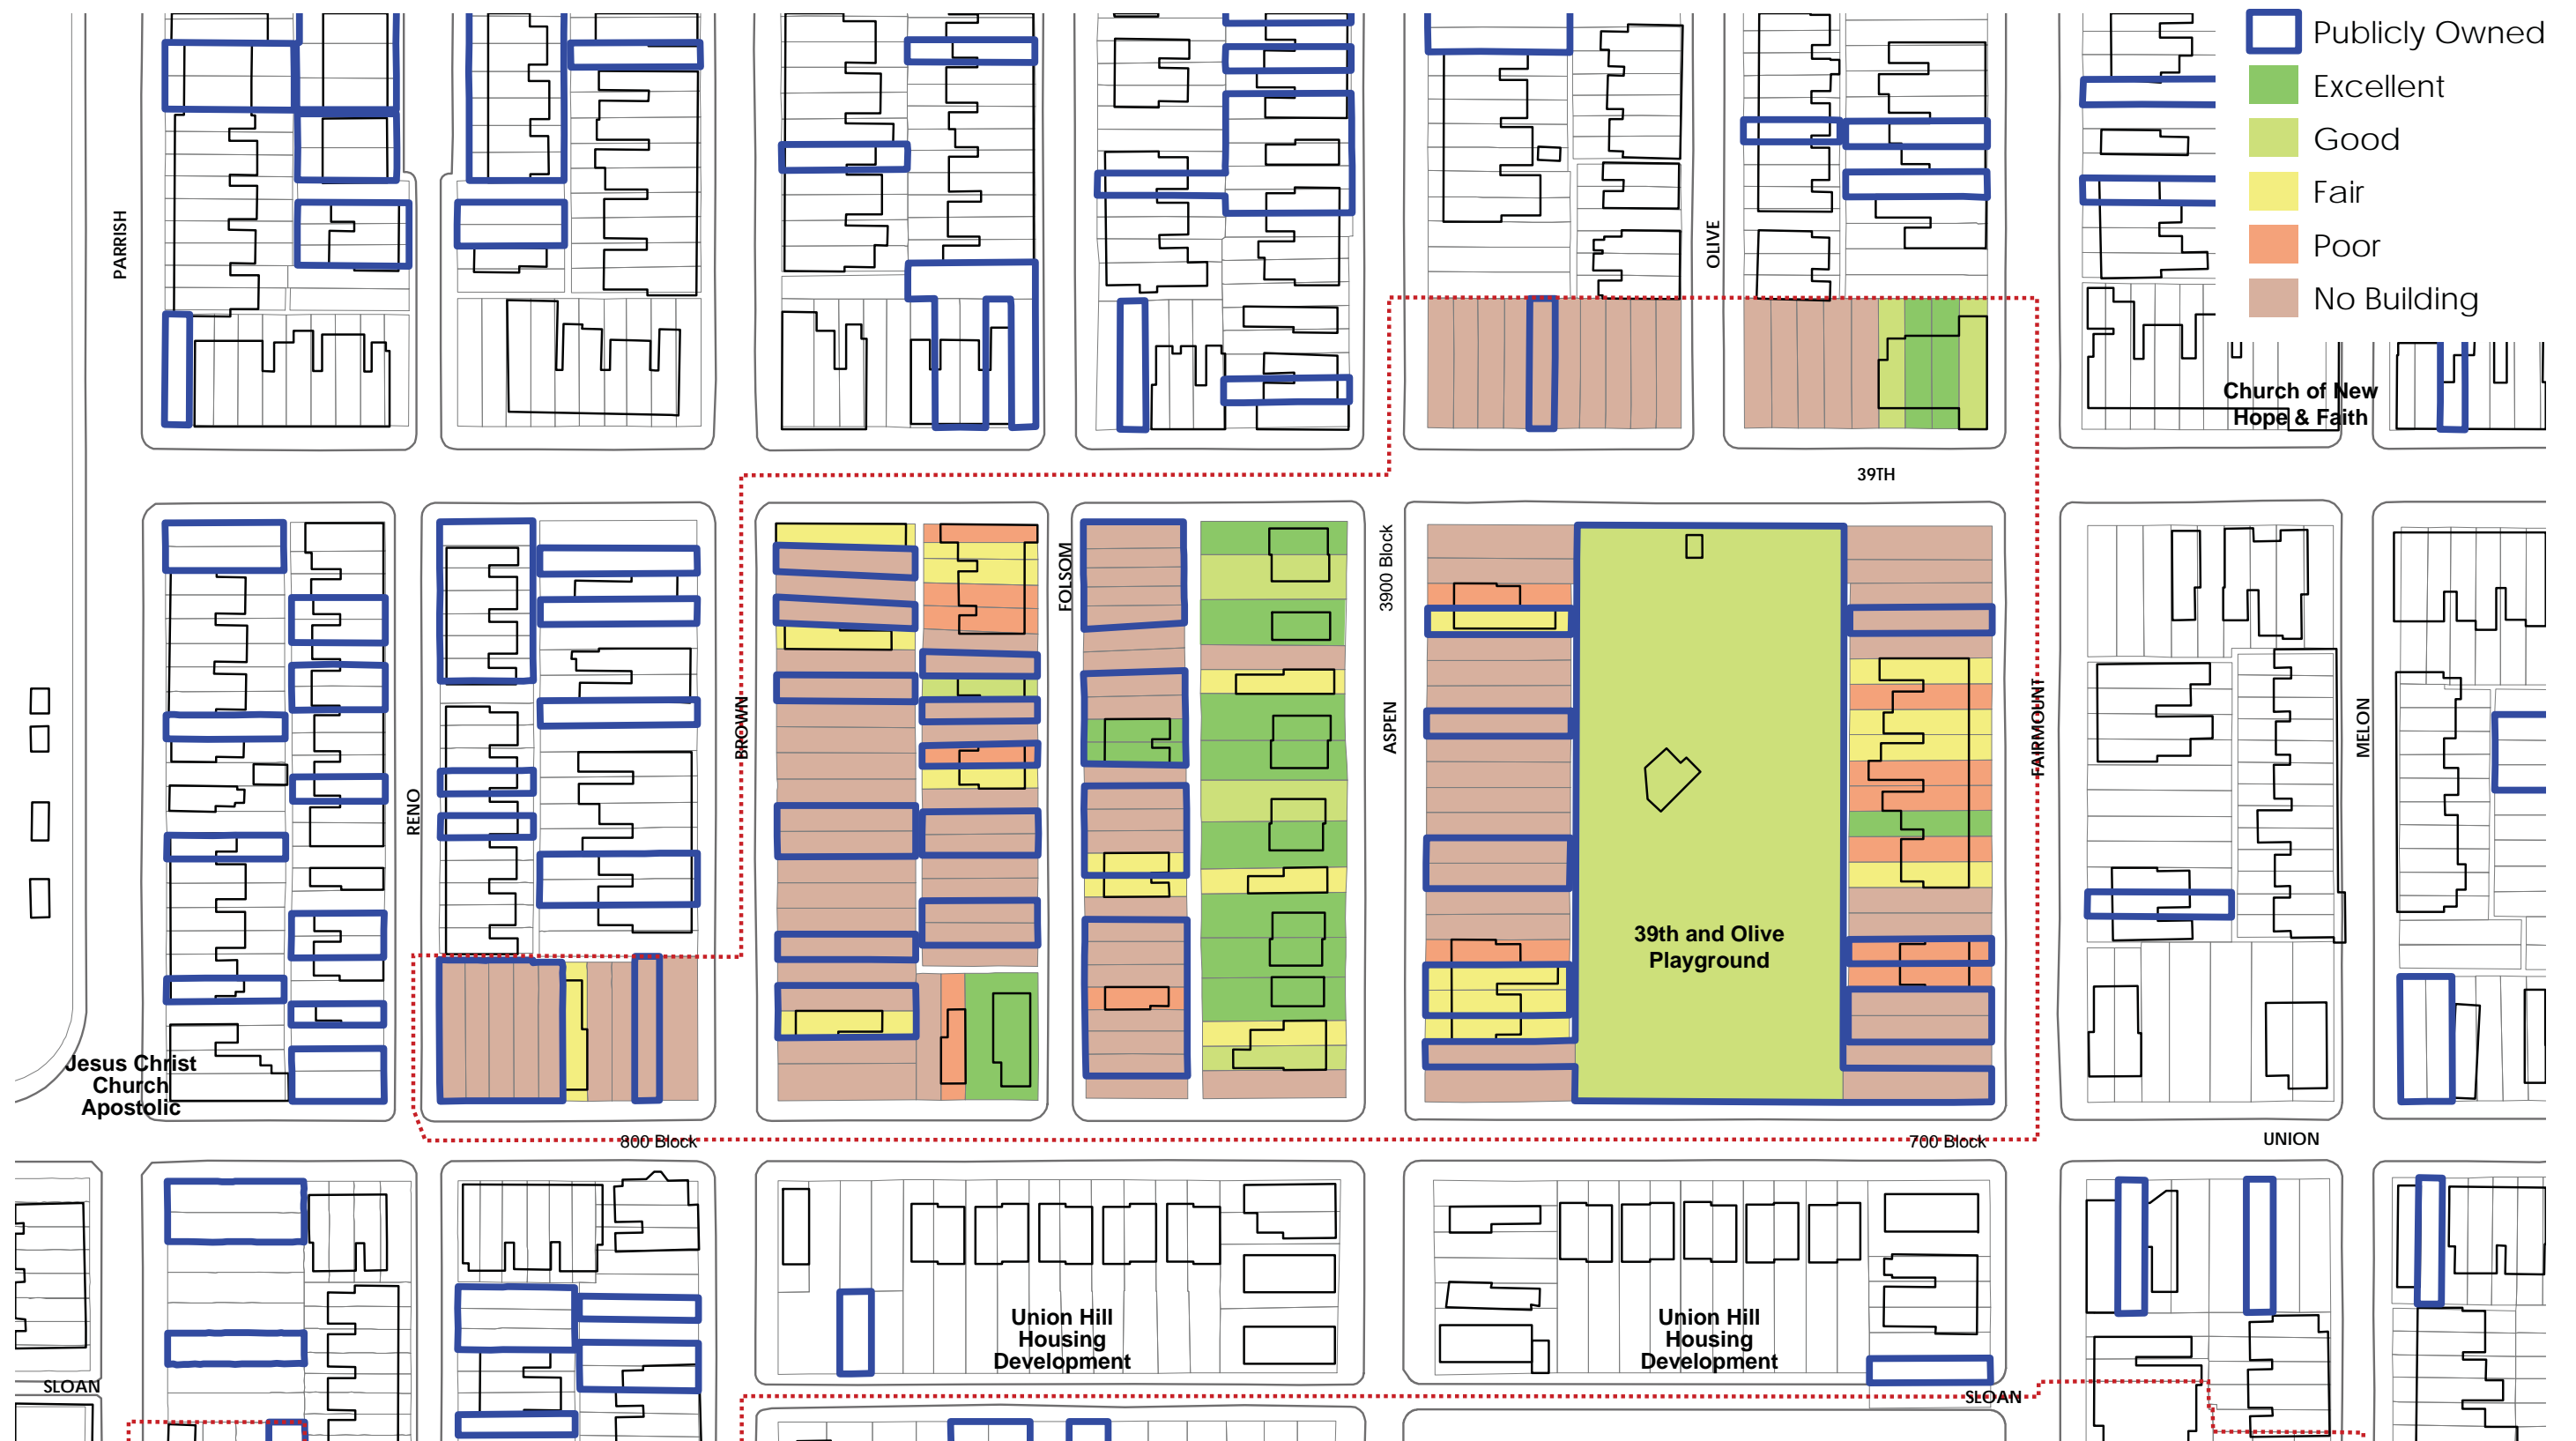 Publicly Owned
Excellent
Good
Fair
Poor
No Building
PARRISH
OLIVE
Church of New
Hope & Faith
39TH
FOLSOM
3900 Block
BROWN
ASPEN
FAIRMOUNT
MELON
RENO
39th and Olive
Playground
Jesus Christ
Church
Apostolic
800 Block
700 Block
UNION
Union Hill
Housing
Development
Union Hill
Housing
Development
SLOAN
SLOAN